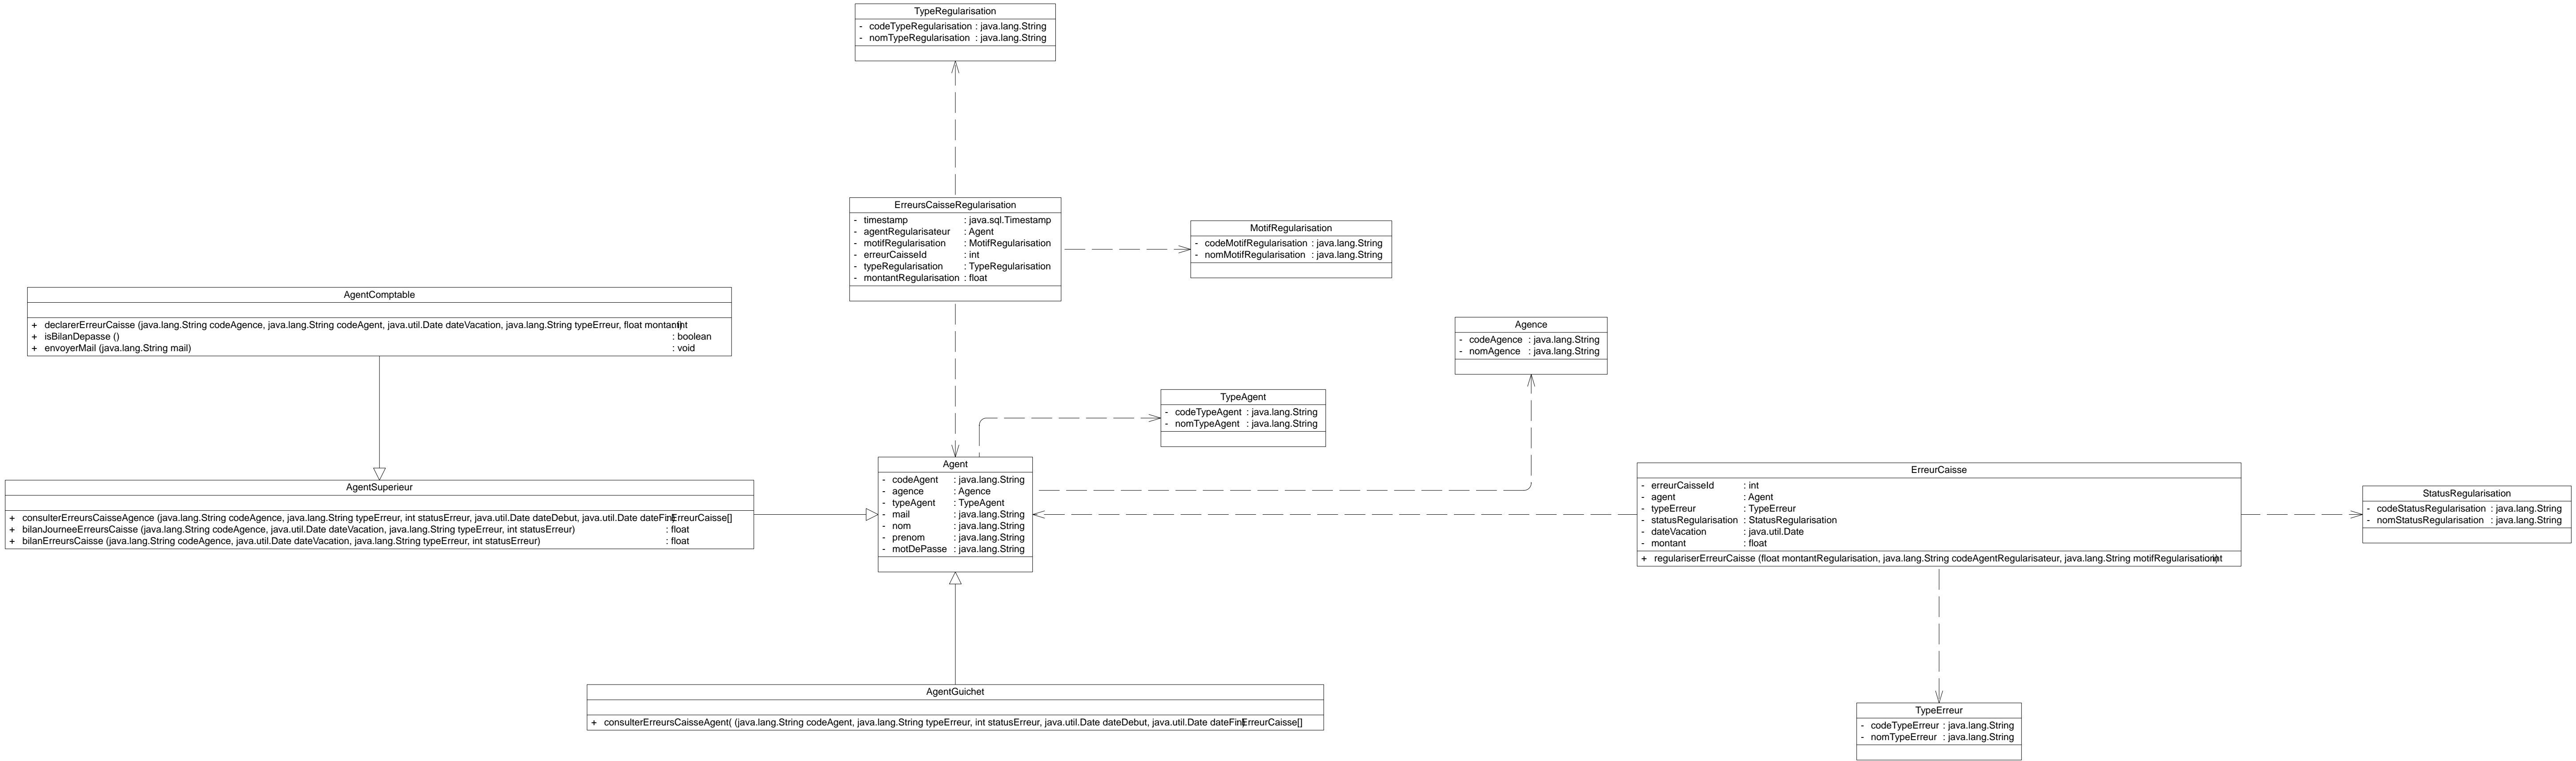 TypeRegularisation
- codeTypeRegularisation : java.lang.String
- nomTypeRegularisation : java.lang.String
ErreursCaisseRegularisation
- timestamp : java.sql.Timestamp
- agentRegularisateur : Agent
- motifRegularisation : MotifRegularisation
- erreurCaisseId : int
- typeRegularisation : TypeRegularisation
- montantRegularisation : float
MotifRegularisation
- codeMotifRegularisation : java.lang.String
- nomMotifRegularisation : java.lang.String
AgentComptable
+ declarerErreurCaisse (java.lang.String codeAgence, java.lang.String codeAgent, java.util.Date dateVacation, java.lang.String typeErreur, float montant) : int
+ isBilanDepasse () : boolean
+ envoyerMail (java.lang.String mail) : void
Agence
- codeAgence : java.lang.String
- nomAgence : java.lang.String
TypeAgent
- codeTypeAgent : java.lang.String
- nomTypeAgent : java.lang.String
AgentSuperieur
+ consulterErreursCaisseAgence (java.lang.String codeAgence, java.lang.String typeErreur, int statusErreur, java.util.Date dateDebut, java.util.Date dateFin) : ErreurCaisse[]
+ bilanJourneeErreursCaisse (java.lang.String codeAgence, java.util.Date dateVacation, java.lang.String typeErreur, int statusErreur) : float
+ bilanErreursCaisse (java.lang.String codeAgence, java.util.Date dateVacation, java.lang.String typeErreur, int statusErreur) : float
Agent
- codeAgent : java.lang.String
- agence : Agence
- typeAgent : TypeAgent
- mail : java.lang.String
- nom : java.lang.String
- prenom : java.lang.String
- motDePasse : java.lang.String
ErreurCaisse
- erreurCaisseId : int
- agent : Agent
- typeErreur : TypeErreur
- statusRegularisation : StatusRegularisation
- dateVacation : java.util.Date
- montant : float
+ regulariserErreurCaisse (float montantRegularisation, java.lang.String codeAgentRegularisateur, java.lang.String motifRegularisation) : int
StatusRegularisation
- codeStatusRegularisation : java.lang.String
- nomStatusRegularisation : java.lang.String
AgentGuichet
+ consulterErreursCaisseAgent( (java.lang.String codeAgent, java.lang.String typeErreur, int statusErreur, java.util.Date dateDebut, java.util.Date dateFin) : ErreurCaisse[]
TypeErreur
- codeTypeErreur : java.lang.String
- nomTypeErreur : java.lang.String